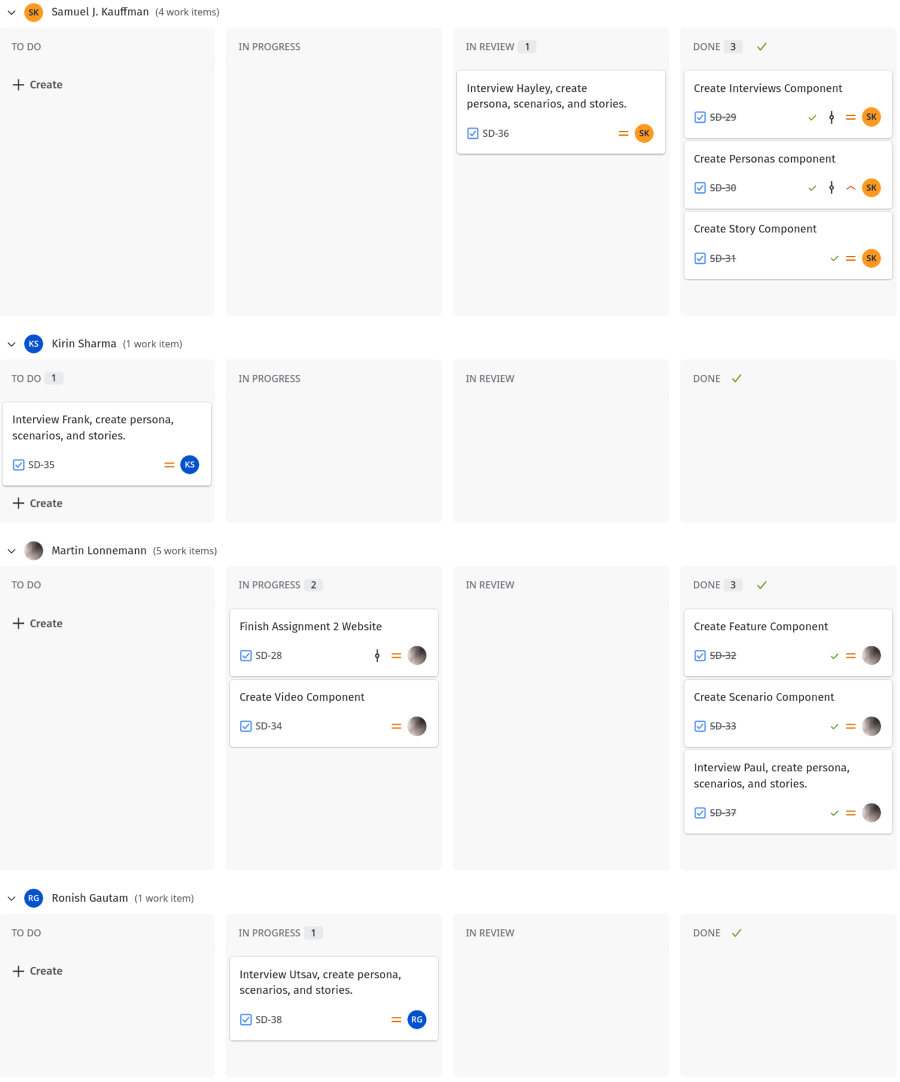 SK Samuel J. Kauffman (4 work items)
TO DO
IN PROGRESS
IN REVIEW 1
DONE 3
+ Create
Interview Hayley, create
persona, scenarios, and stories.
SD-36 SK
Create Interviews Component
SD-29 SK
Create Personas component
SD-30 SK
Create Story Component
SD-31 SK
KS Kirin Sharma (1 work item)
TO DO 1
IN PROGRESS
IN REVIEW
DONE
Interview Frank, create persona,
scenarios, and stories.
SD-35 KS
+ Create
Martin Lonnemann (5 work items)
TO DO
IN PROGRESS 2
IN REVIEW
DONE 3
+ Create
Finish Assignment 2 Website
SD-28
Create Video Component
SD-34
Create Feature Component
SD-32
Create Scenario Component
SD-33
Interview Paul, create persona,
scenarios, and stories.
SD-37
RG Ronish Gautam (1 work item)
TO DO
IN PROGRESS 1
IN REVIEW
DONE
+ Create
Interview Utsav, create persona,
scenarios, and stories.
SD-38 RG